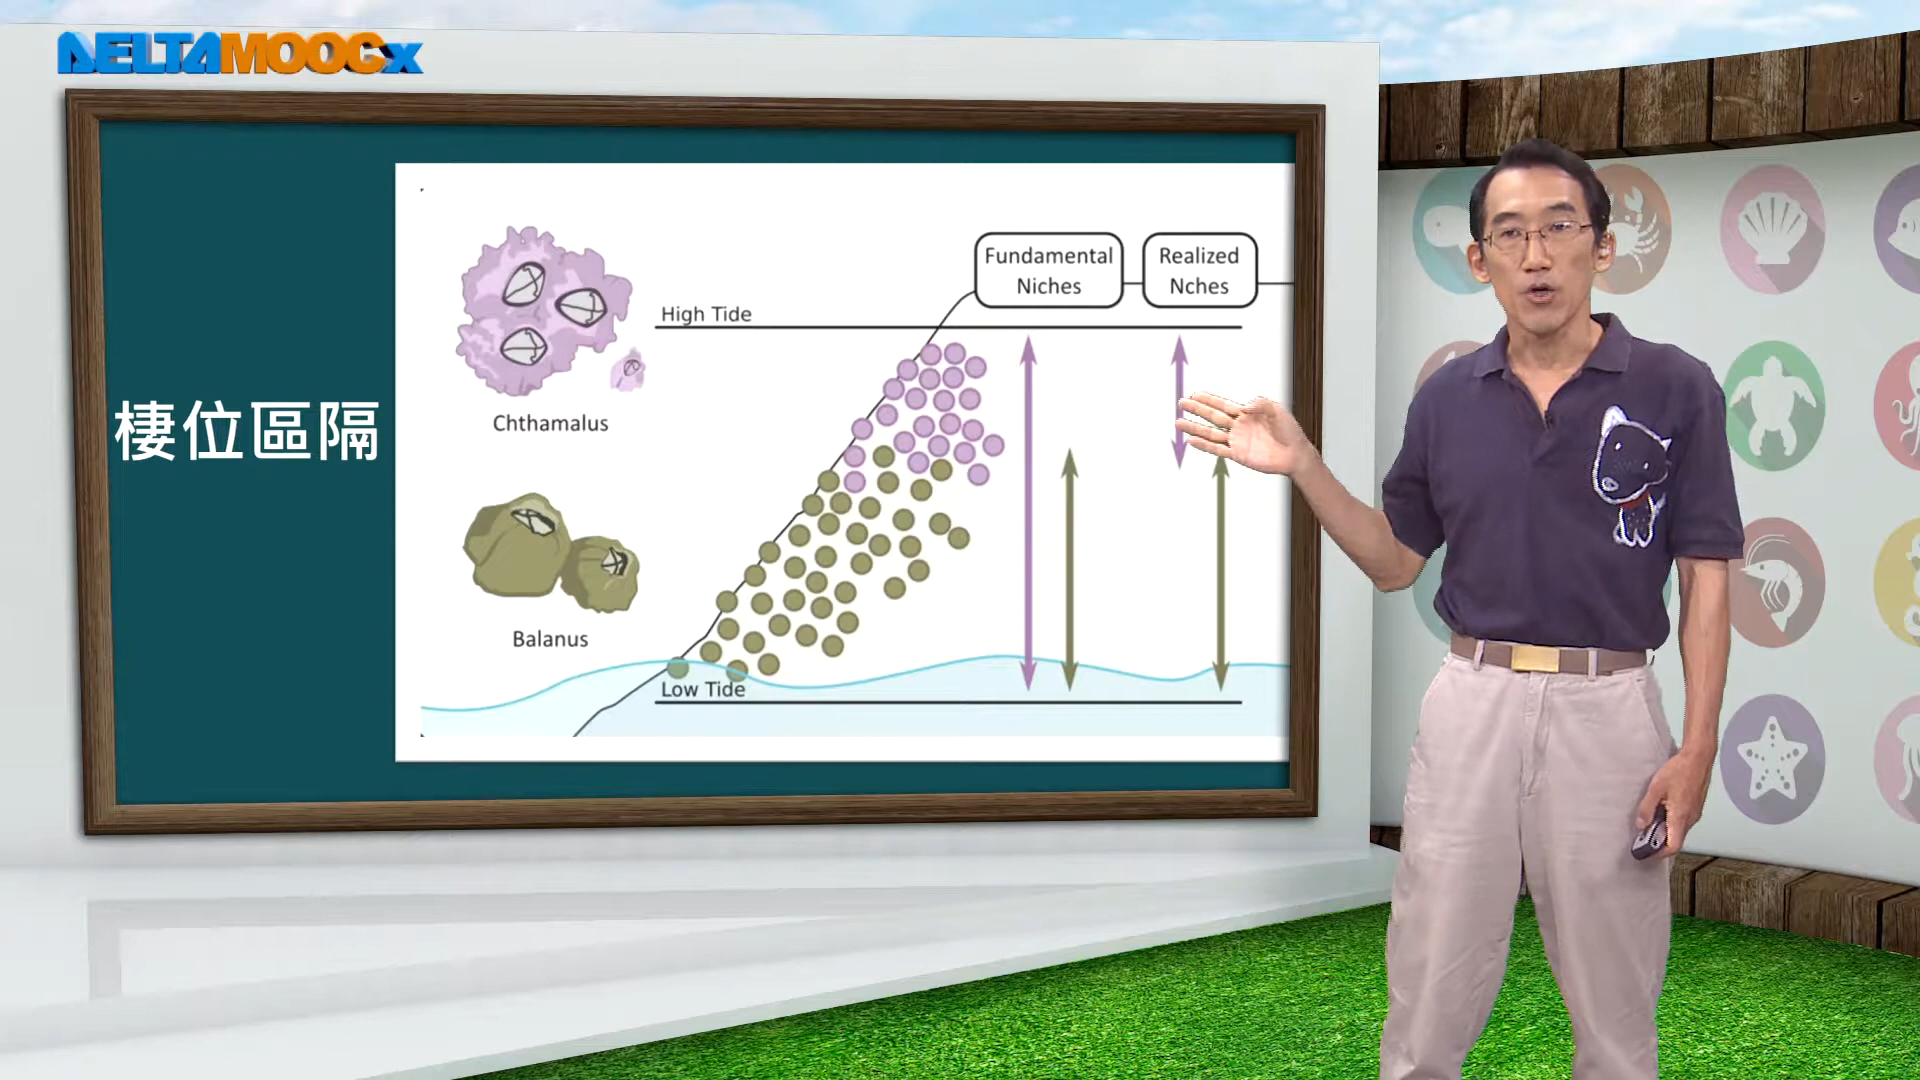 DELTAMOOCx
棲位區隔
Fundamental
Niches
Realized
Nches
High Tide
Chthamalus
Balanus
Low Tide